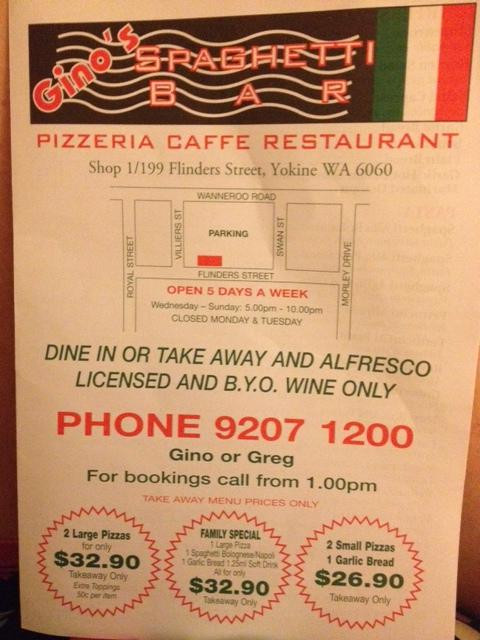 Gino's
SPAGHETTI
BAR
PIZZERIA CAFFE RESTAURANT
Shop 1/199 Flinders Street, Yokine WA 6060
WANNEROO ROAD
ROYAL STREET
VILLIERS ST
PARKING
SWAN ST
MORLEY DRIVE
FLINDERS STREET
OPEN 5 DAYS A WEEK
Wednesday – Sunday: 5.00pm - 10.00pm
CLOSED MONDAY & TUESDAY
DINE IN OR TAKE AWAY AND ALFRESCO
LICENSED AND B.Y.O. WINE ONLY
PHONE 9207 1200
Gino or Greg
For bookings call from 1.00pm
TAKE AWAY MENU PRICES ONLY
2 Large Pizzas
for only
$32.90
Takeaway Only
Extra Toppings
50c per item
FAMILY SPECIAL
1 Large Pizza
1 Spaghetti Bolognese/Napoli
1 Garlic Bread 1.25ml Soft Drink
All for only
$32.90
Takeaway Only
2 Small Pizzas
1 Garlic Bread
$26.90
Takeaway Only